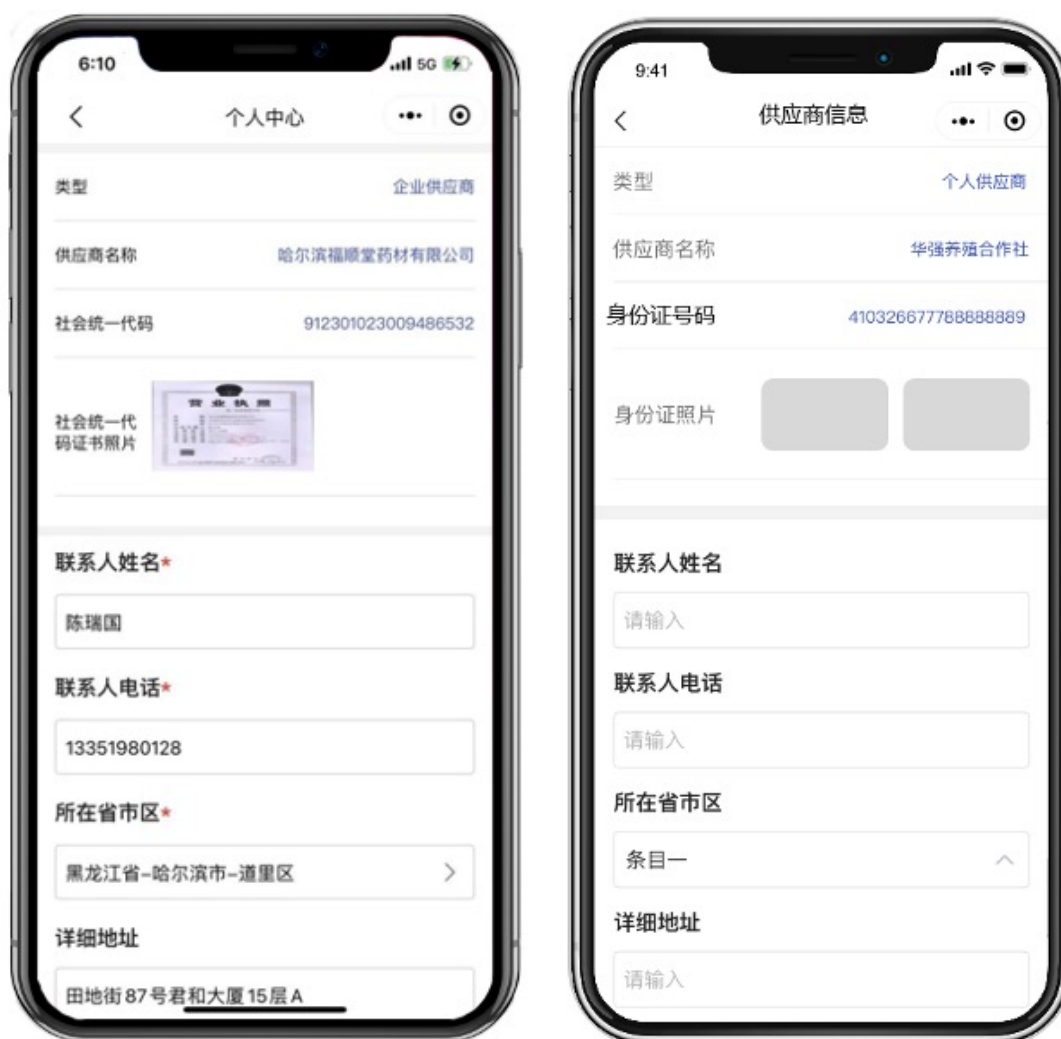 6:10
5G
个人中心
类型
企业供应商
供应商名称
哈尔滨福顺堂药材有限公司
社会统一代码
912301023009486532
社会统一代
码证书照片
营业执照
联系人姓名*
陈瑞国
联系人电话*
13351980128
所在省市区*
黑龙江省-哈尔滨市-道里区
详细地址
田地街87号君和大厦15层A
9:41
供应商信息
类型
个人供应商
供应商名称
华强养殖合作社
身份证号码
410326677788888889
身份证照片
联系人姓名
请输入
联系人电话
请输入
所在省市区
条目一
详细地址
请输入